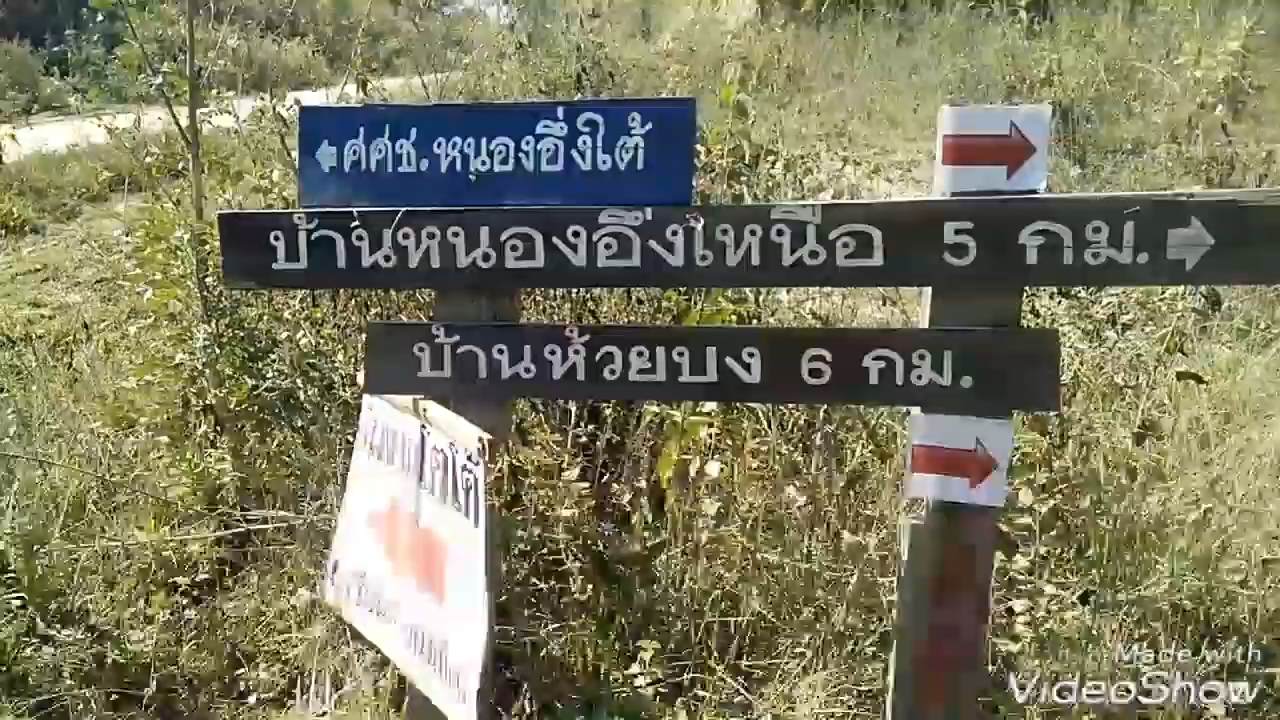 ศศช.หนองอึ่งใต้
บ้านหนองอึ่งเหนือ 5 กม.
บ้านห้วยบง 6 กม.
Made with
VideoShow